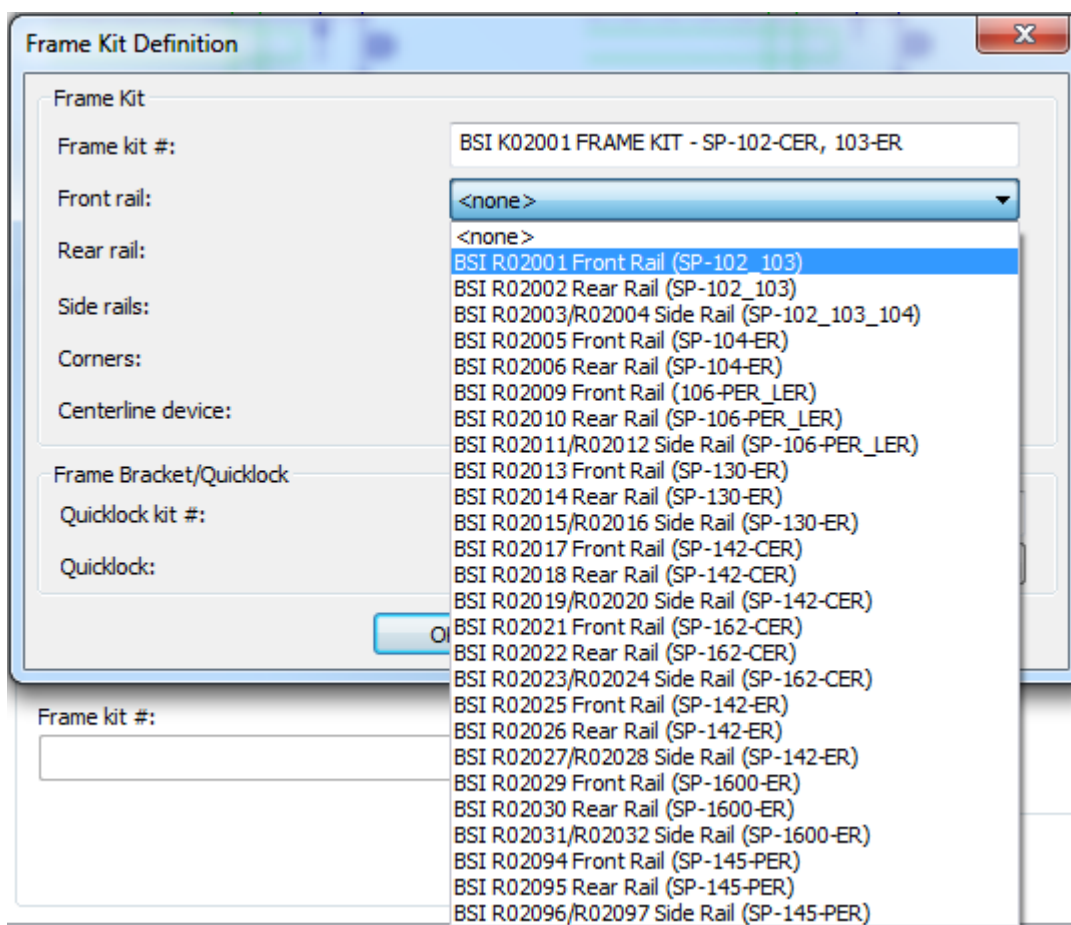 Frame Kit Definition
Frame Kit
Frame kit #:
BSI K02001 FRAME KIT - SP-102-CER, 103-ER
Front rail:
<none>
Rear rail:
Side rails:
Corners:
Centerline device:
<none>
BSI R02001 Front Rail (SP-102_103)
BSI R02002 Rear Rail (SP-102_103)
BSI R02003/R02004 Side Rail (SP-102_103_104)
BSI R02005 Front Rail (SP-104-ER)
BSI R02006 Rear Rail (SP-104-ER)
BSI R02009 Front Rail (106-PER_LER)
BSI R02010 Rear Rail (SP-106-PER_LER)
BSI R02011/R02012 Side Rail (SP-106-PER_LER)
BSI R02013 Front Rail (SP-130-ER)
BSI R02014 Rear Rail (SP-130-ER)
BSI R02015/R02016 Side Rail (SP-130-ER)
BSI R02017 Front Rail (SP-142-CER)
BSI R02018 Rear Rail (SP-142-CER)
BSI R02019/R02020 Side Rail (SP-142-CER)
BSI R02021 Front Rail (SP-162-CER)
BSI R02022 Rear Rail (SP-162-CER)
BSI R02023/R02024 Side Rail (SP-162-CER)
BSI R02025 Front Rail (SP-142-ER)
BSI R02026 Rear Rail (SP-142-ER)
BSI R02027/R02028 Side Rail (SP-142-ER)
BSI R02029 Front Rail (SP-1600-ER)
BSI R02030 Rear Rail (SP-1600-ER)
BSI R02031/R02032 Side Rail (SP-1600-ER)
BSI R02094 Front Rail (SP-145-PER)
BSI R02095 Rear Rail (SP-145-PER)
BSI R02096/R02097 Side Rail (SP-145-PER)
Frame Bracket/Quicklock
Quicklock kit #:
Quicklock:
Frame kit #: